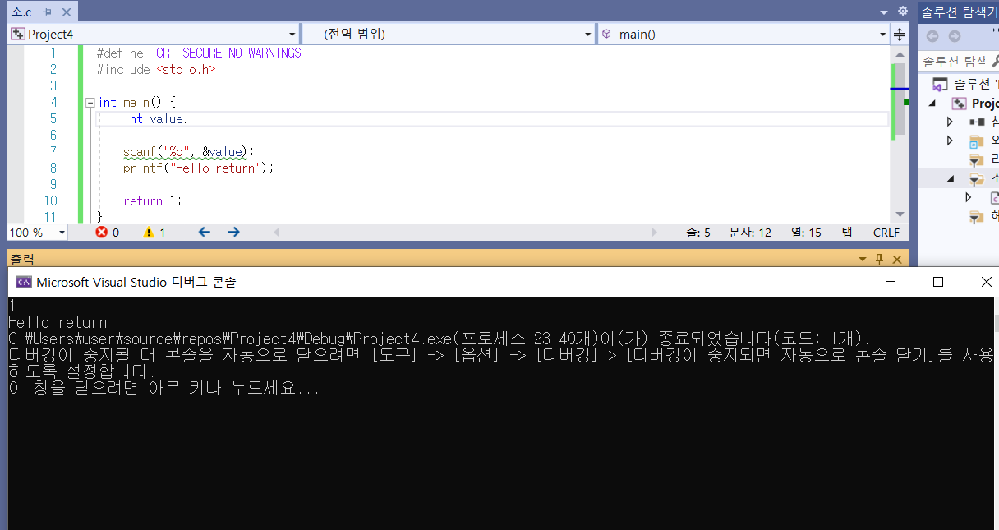 소.c
솔루션 탐색기
Project4
(전역 범위)
main()
솔루션 탐색
솔루션 '
Proje
1 #define _CRT_SECURE_NO_WARNINGS
2 #include <stdio.h>
3
4 int main() {
5 int value;
6
7 scanf("%d", &value);
8 printf("Hello return");
9
10 return 1;
11 }
100 % 0 1 줄: 5 문자: 12 열: 15 탭 CRLF
출력
Microsoft Visual Studio 디버그 콘솔
1
Hello return
C:\Users\user\source\repos\Project4\Debug\Project4.exe(프로세스 23140개)이(가) 종료되었습니다(코드: 1개).
디버깅이 중지될 때 콘솔을 자동으로 닫으려면 [도구] -> [옵션] -> [디버깅] > [디버깅이 중지되면 자동으로 콘솔 닫기]를 사용
하도록 설정합니다.
이 창을 닫으려면 아무 키나 누르세요...